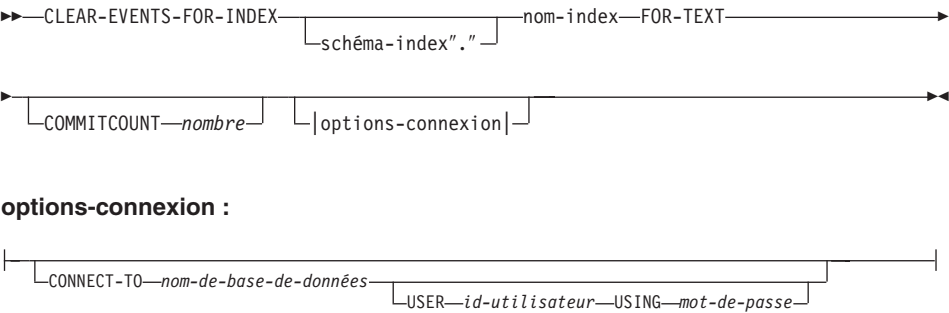 CLEAR-EVENTS-FOR-INDEX nom-index FOR-TEXT
schéma-index"."
COMMITCOUNT nombre options-connexion
options-connexion :
CONNECT-TO nom-de-base-de-données
USER id-utilisateur USING mot-de-passe